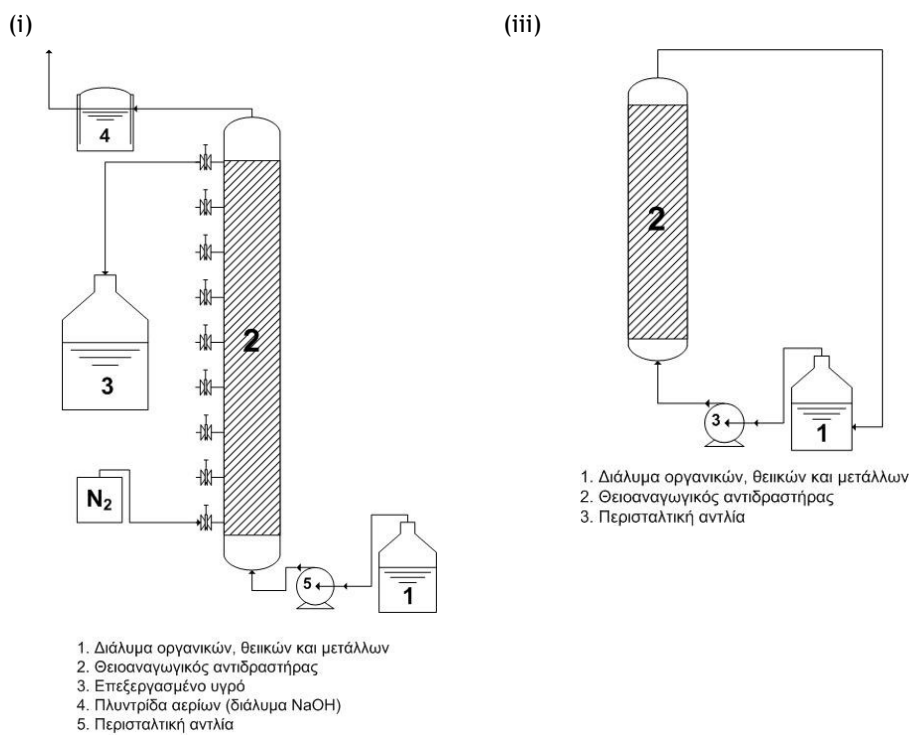 (i)
4
2
3
N2
5
1
1. Διάλυμα οργανικών, θειικών και μετάλλων
2. Θειοαναγωγικός αντιδραστήρας
3. Επεξεργασμένο υγρό
4. Πλυντρίδα αερίων (διάλυμα NaOH)
5. Περισταλτική αντλία
(iii)
2
3
1
1. Διάλυμα οργανικών, θειικών και μετάλλων
2. Θειοαναγωγικός αντιδραστήρας
3. Περισταλτική αντλία